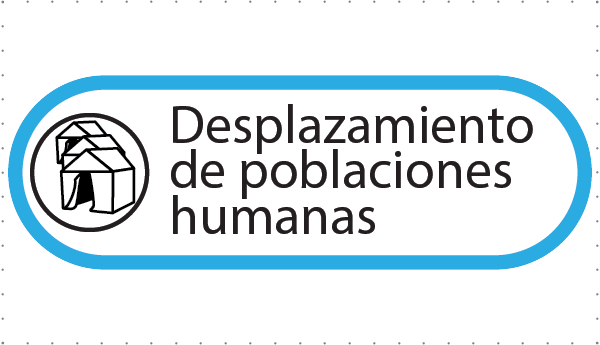 Desplazamiento
de poblaciones
humanas